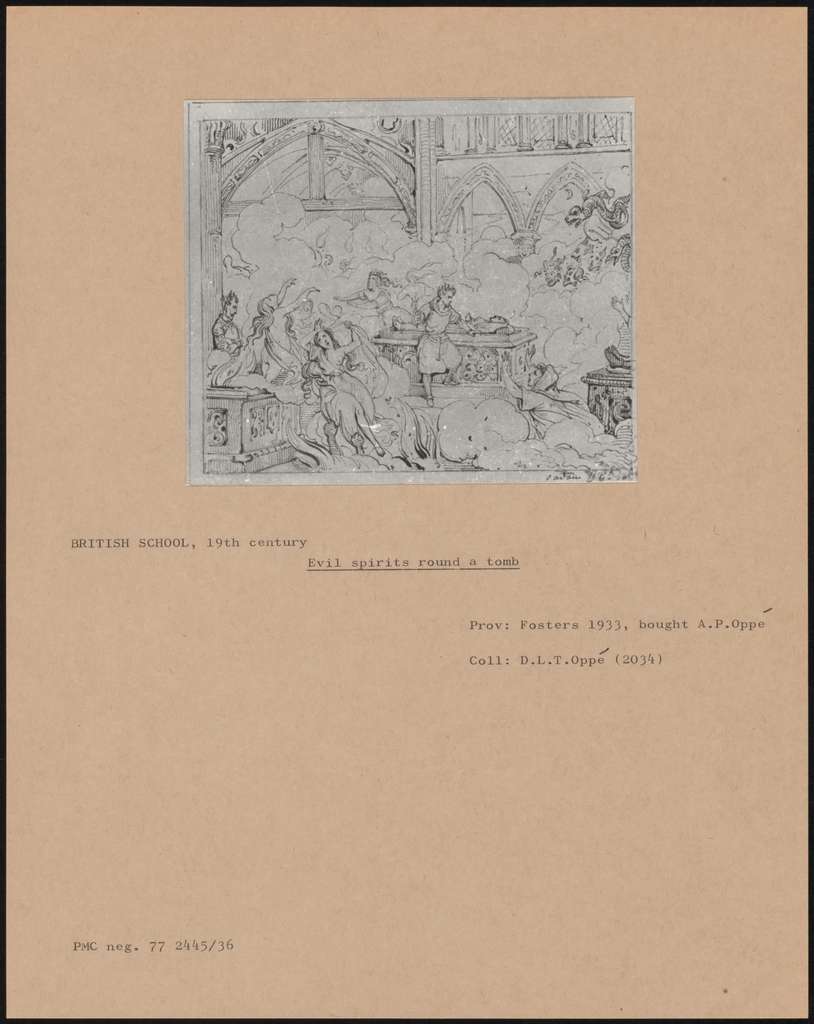 BRITISH SCHOOL, 19th century
Evil spirits round a tomb
Prov: Fosters 1933, bought A.P.Oppé
Coll: D.L.T.Oppé (2034)
PMC neg. 77 2445/36